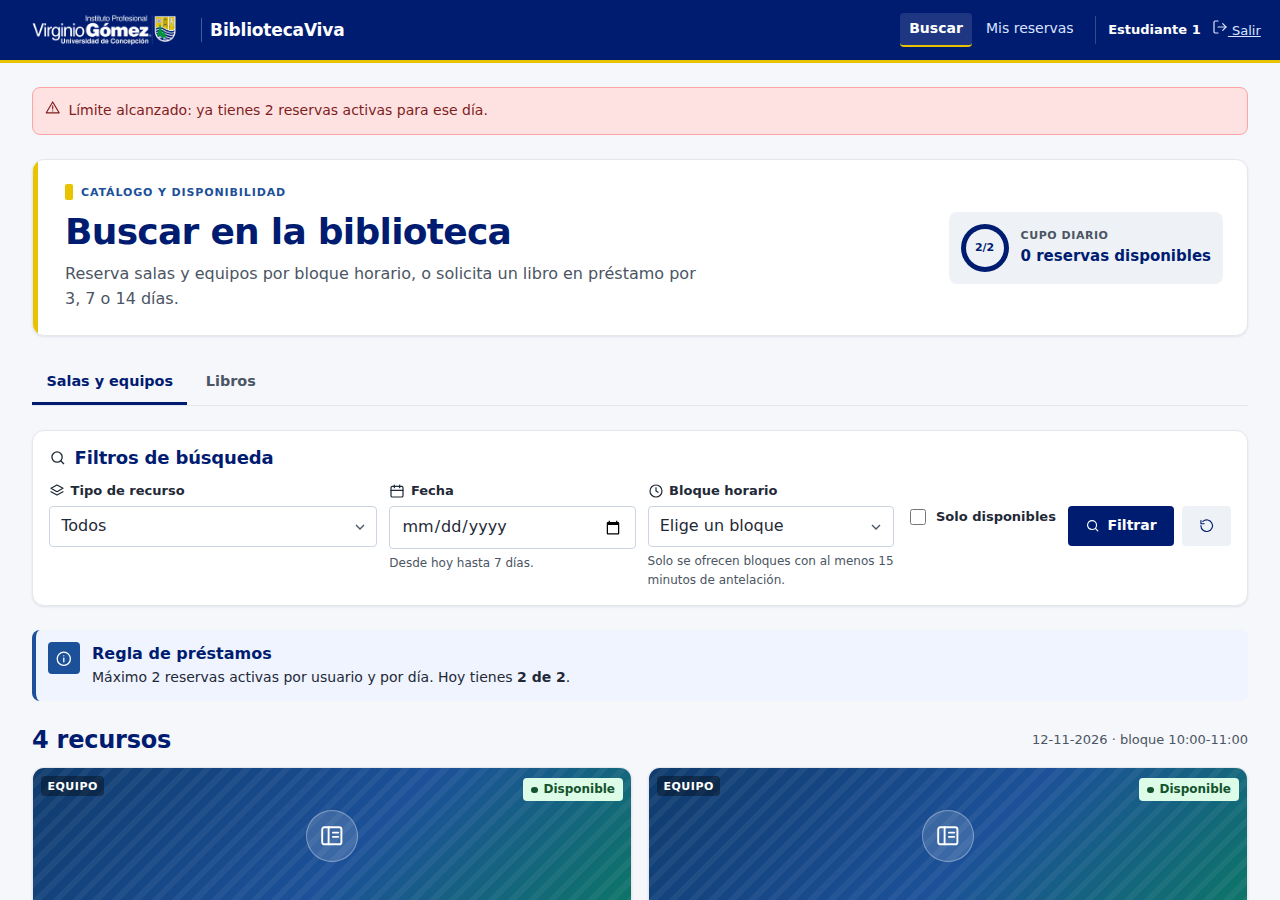 Instituto Profesional
VirginioGómez
Universidad de Concepción
BibliotecaViva
Buscar
Mis reservas
Estudiante 1
Salir
Límite alcanzado: ya tienes 2 reservas activas para ese día.
CATÁLOGO Y DISPONIBILIDAD
Buscar en la biblioteca
Reserva salas y equipos por bloque horario, o solicita un libro en préstamo por
3, 7 o 14 días.
2/2
CUPO DIARIO
0 reservas disponibles
Salas y equipos
Libros
Filtros de búsqueda
Tipo de recurso
Todos
Fecha
mm/dd/yyyy
Desde hoy hasta 7 días.
Bloque horario
Elige un bloque
Solo se ofrecen bloques con al menos 15
minutos de antelación.
Solo disponibles
Filtrar
Regla de préstamos
Máximo 2 reservas activas por usuario y por día. Hoy tienes 2 de 2.
4 recursos
12-11-2026 · bloque 10:00-11:00
EQUIPO
Disponible
EQUIPO
Disponible